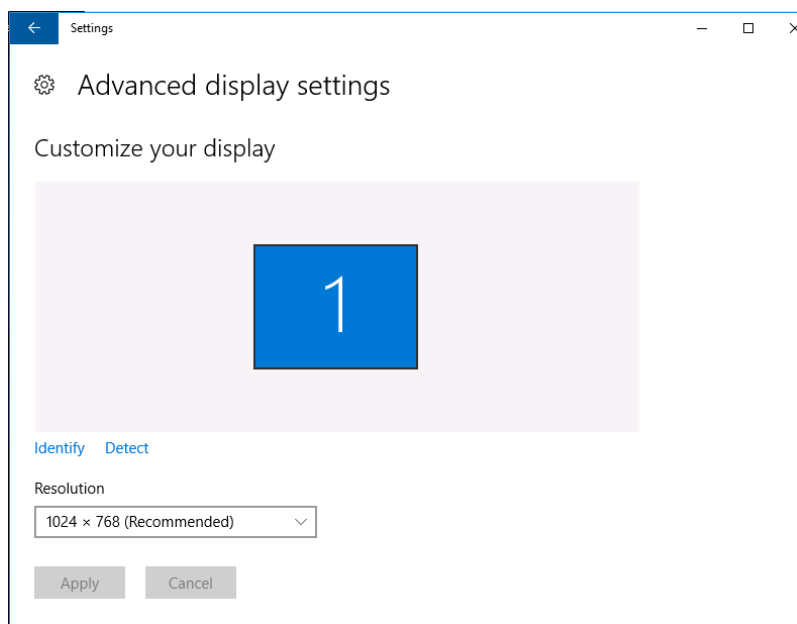 Settings
Advanced display settings
Customize your display
1
Identify Detect
Resolution
1024 × 768 (Recommended)
Apply Cancel